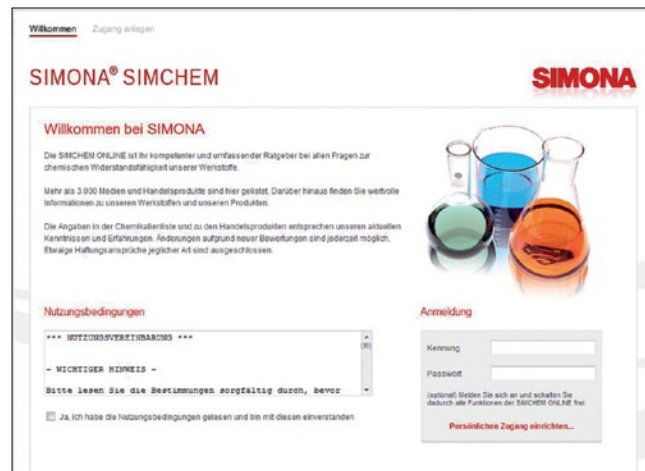 Willkommen Zugang anlegen
SIMONA® SIMCHEM
SIMONA
Willkommen bei SIMONA
Die SIMCHEM ONLINE ist Ihr kompetenter und umfassender Ratgeber bei allen Fragen zur
chemischen Widerstandsfähigkeit unserer Werkstoffe.
Mehr als 3.000 Medien und Handelsprodukte sind hier gelistet. Darüber hinaus finden Sie wertvolle
Informationen zu unseren Werkstoffen und unseren Produkten.
Die Angaben in der Chemikalienliste und zu den Handelsprodukten entsprechen unseren aktuellen
Kenntnissen und Erfahrungen. Änderungen aufgrund neuer Bewertungen sind jederzeit möglich.
Etwaige Haftungsansprüche jeglicher Art sind ausgeschlossen.
Nutzungsbedingungen
*** NUTZUNGSVEREINBARUNG ***
- WICHTIGER HINWEIS -
Bitte lesen Sie die Bestimmungen sorgfältig durch, bevor
Ja, ich habe die Nutzungsbedingungen gelesen und bin mit diesen einverstanden
Anmeldung
Kennung
Passwort
(optional) Melden Sie sich an und schalten Sie
dadurch alle Funktionen der SIMCHEM ONLINE frei
Persönlichen Zugang einrichten...